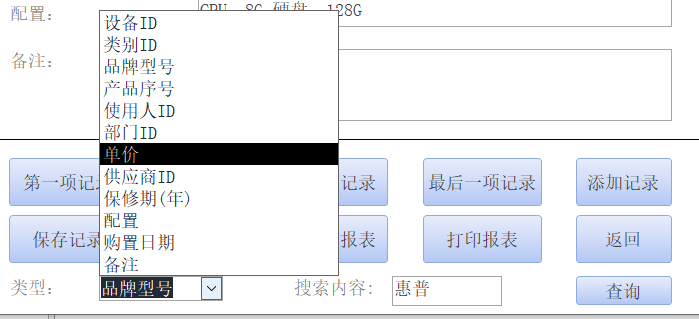 配置:
硬盘 128G
设备ID
类别ID
备注:
品牌型号
产品序号
使用人ID
部门ID
单价
供应商ID
保修期(年)
配置
购置日期
备注
第一项记
记录
最后一项记录
添加记录
保存记录
报表
打印报表
返回
类型:
品牌型号
搜索内容:
惠普
查询